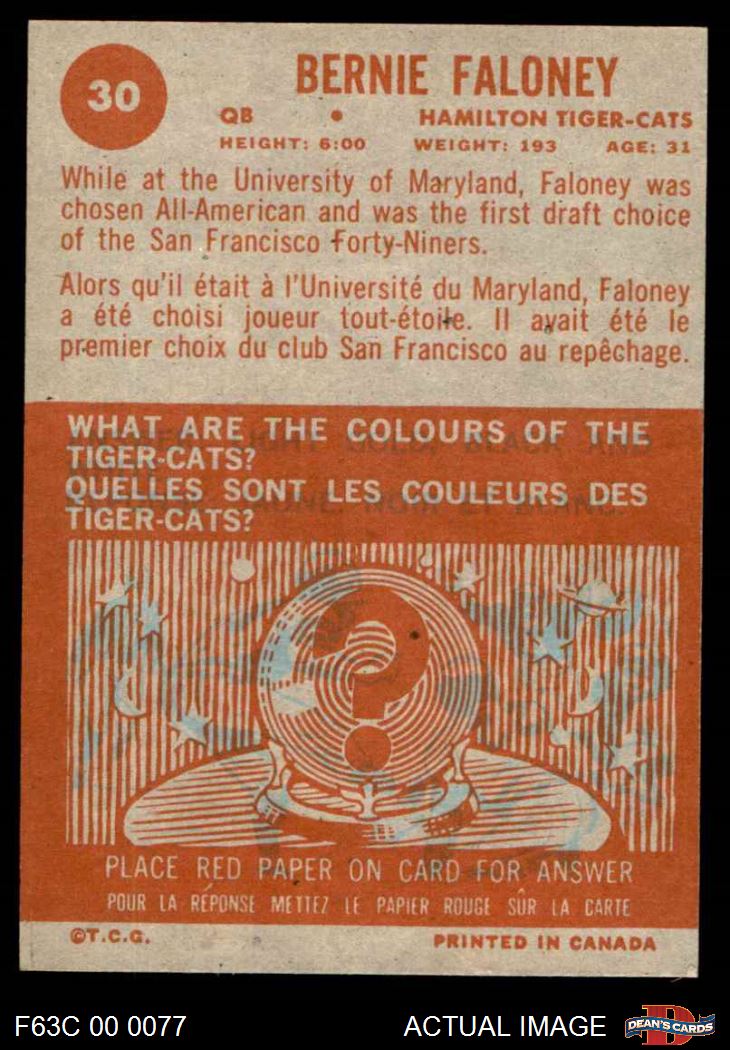 30
BERNIE FALONEY
QB • HAMILTON TIGER-CATS
HEIGHT: 6:00 WEIGHT: 193 AGE: 31
While at the University of Maryland, Faloney was
chosen All-American and was the first draft choice
of the San Francisco Forty-Niners.
Alors qu'il était à l'Université du Maryland, Faloney
a été choisi joueur tout-étoile. Il avait été le
premier choix du club San Francisco au repêchage.
WHAT ARE THE COLOURS OF THE
TIGER-CATS?
QUELLES SONT LES COULEURS DES
TIGER-CATS?
?
PLACE RED PAPER ON CARD FOR ANSWER
POUR LA RÉPONSE METTEZ LE PAPIER ROUGE SÛR LA CARTE
©T.C.G. PRINTED IN CANADA
F63C 00 0077 ACTUAL IMAGE
D
DEAN'S CARDS